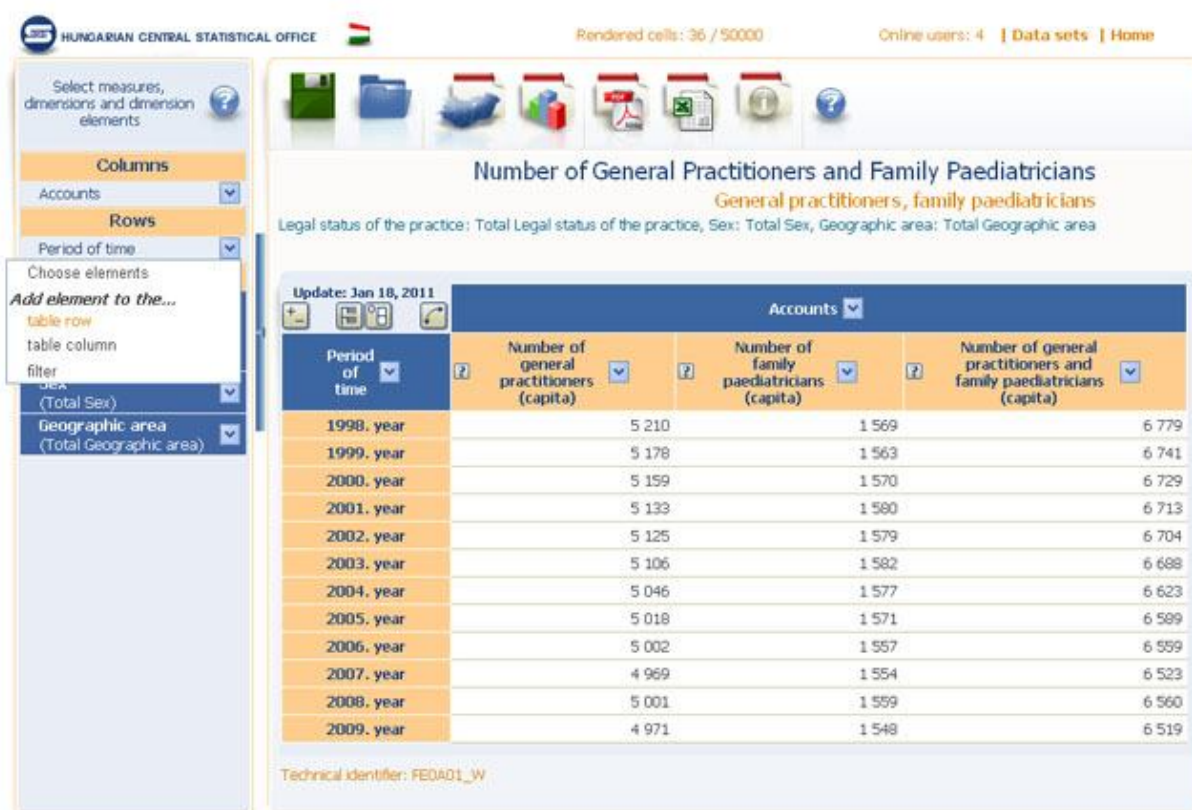 HUNGARIAN CENTRAL STATISTICAL OFFICE
Rendered cells: 36 / 50000
Online users: 4 | Data sets | Home
Select measures,
dimensions and dimension
elements
Columns
Accounts
Rows
Period of time
Choose elements
Add element to the...
table row
table column
filter
Sex
(Total Sex)
Geographic area
(Total Geographic area)
PDF
Number of General Practitioners and Family Paediatricians
General practitioners, family paediatricians
Legal status of the practice: Total Legal status of the practice, Sex: Total Sex, Geographic area: Total Geographic area
Update: Jan 18, 2011
Accounts
Period
of
time
Number of
general
practitioners
(capita)
Number of
family
paediatricians
(capita)
Number of general
practitioners and
family paediatricians
(capita)
1998. year 5 210 1 569 6 779
1999. year 5 178 1 563 6 741
2000. year 5 159 1 570 6 729
2001. year 5 133 1 580 6 713
2002. year 5 125 1 579 6 704
2003. year 5 106 1 582 6 688
2004. year 5 046 1 577 6 623
2005. year 5 018 1 571 6 589
2006. year 5 002 1 557 6 559
2007. year 4 969 1 554 6 523
2008. year 5 001 1 559 6 560
2009. year 4 971 1 548 6 519
Technical identifier: FE0A01_W